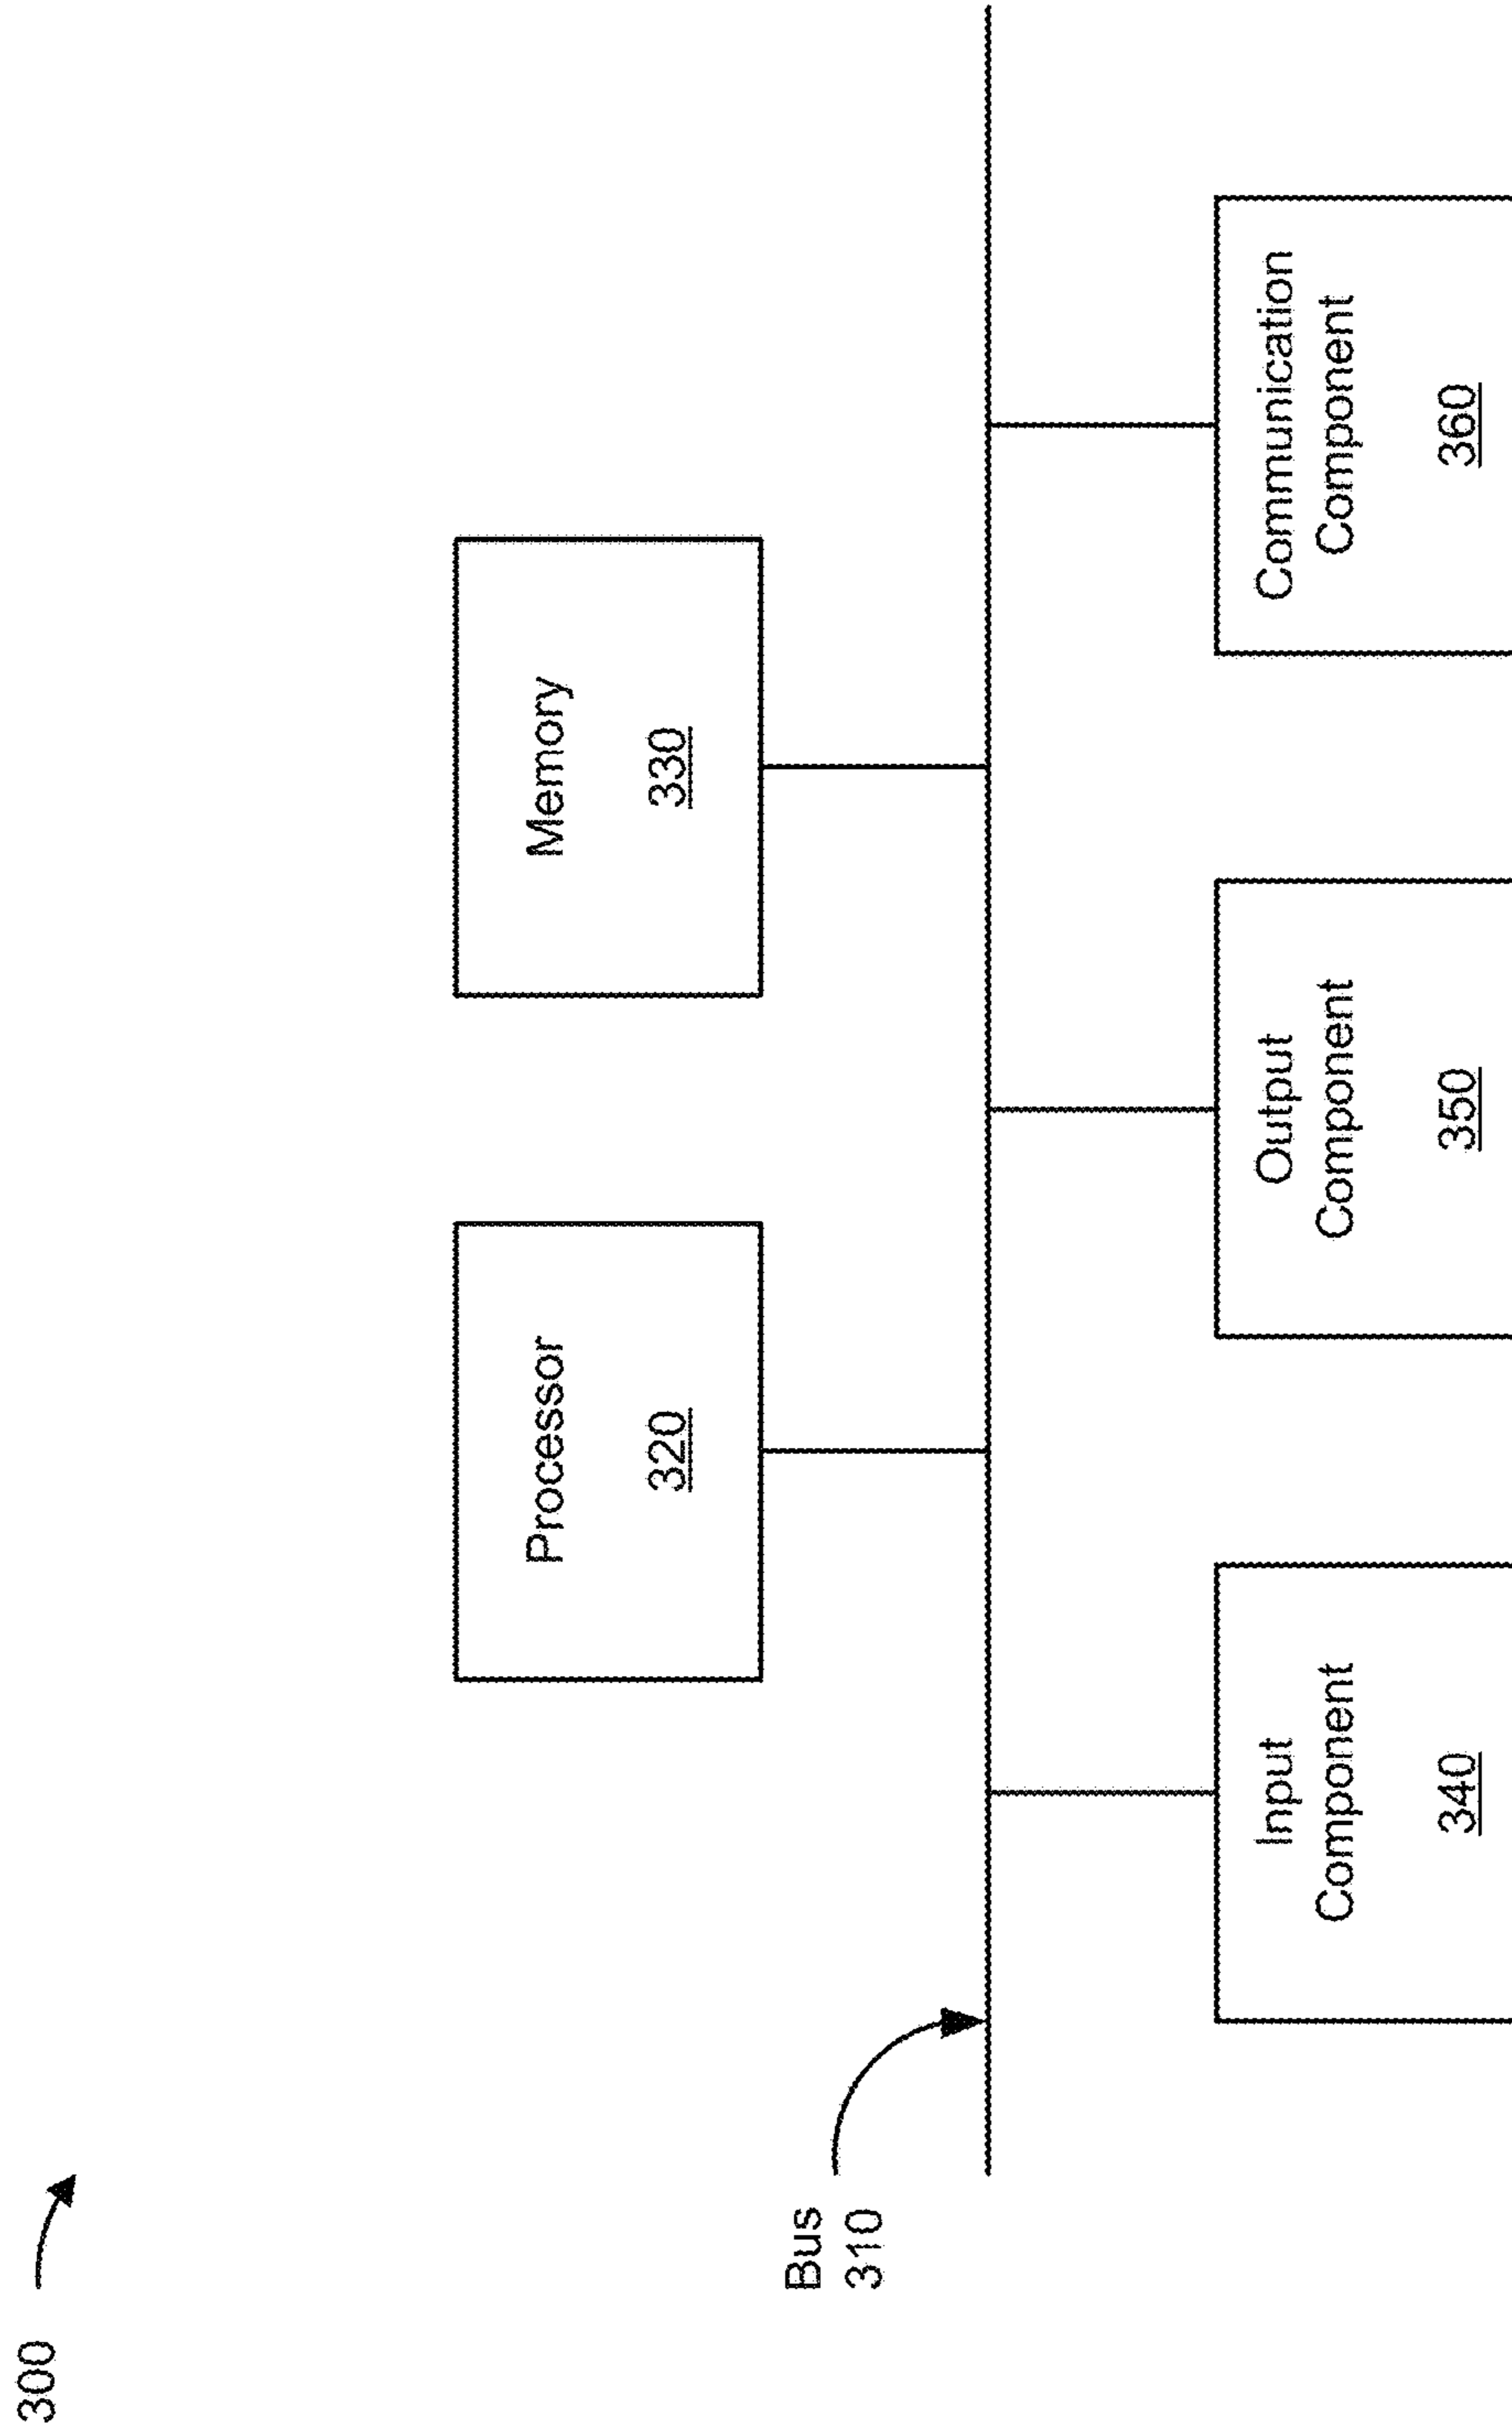 300
Processor
320
Memory
330
Bus
310
Input
Component
340
Output
Component
350
Communication
Component
360